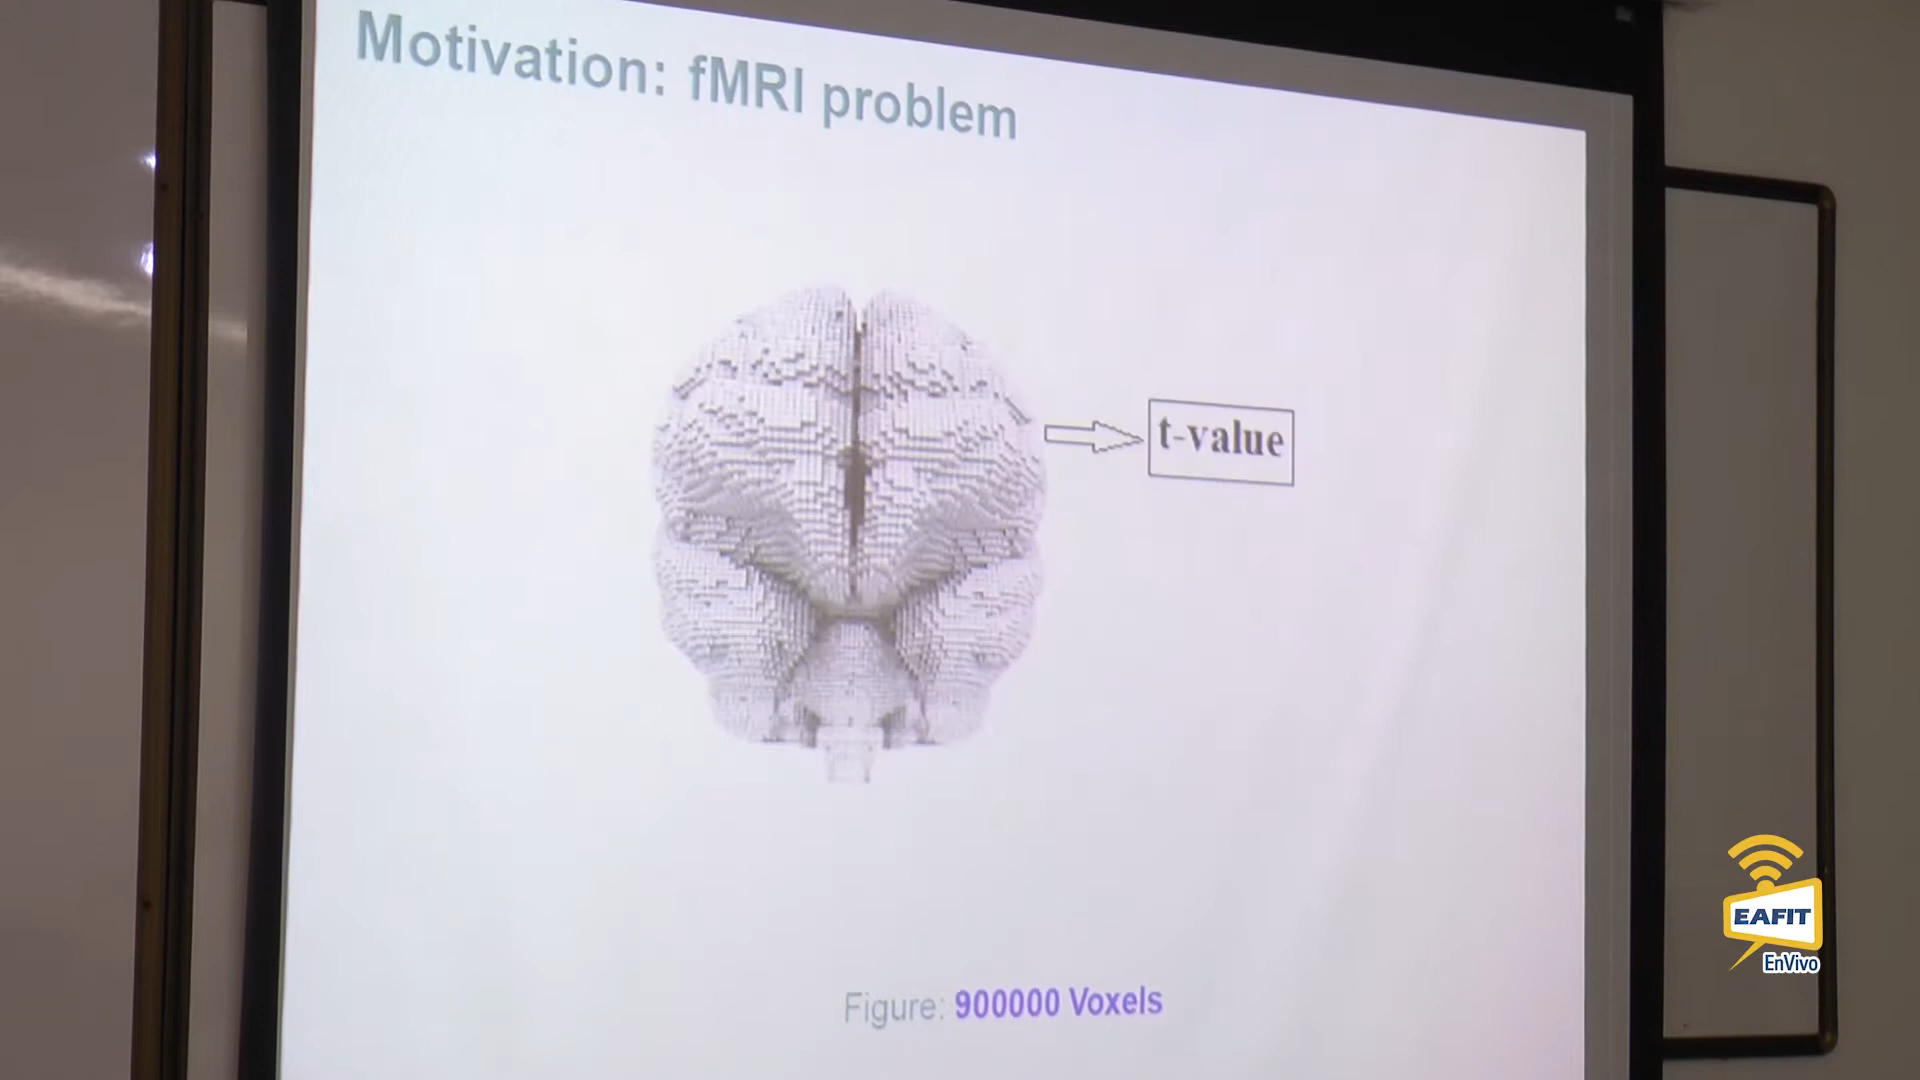 Motivation: fMRI problem
t-value
Figure: 900000 Voxels
EAFIT
EnVivo